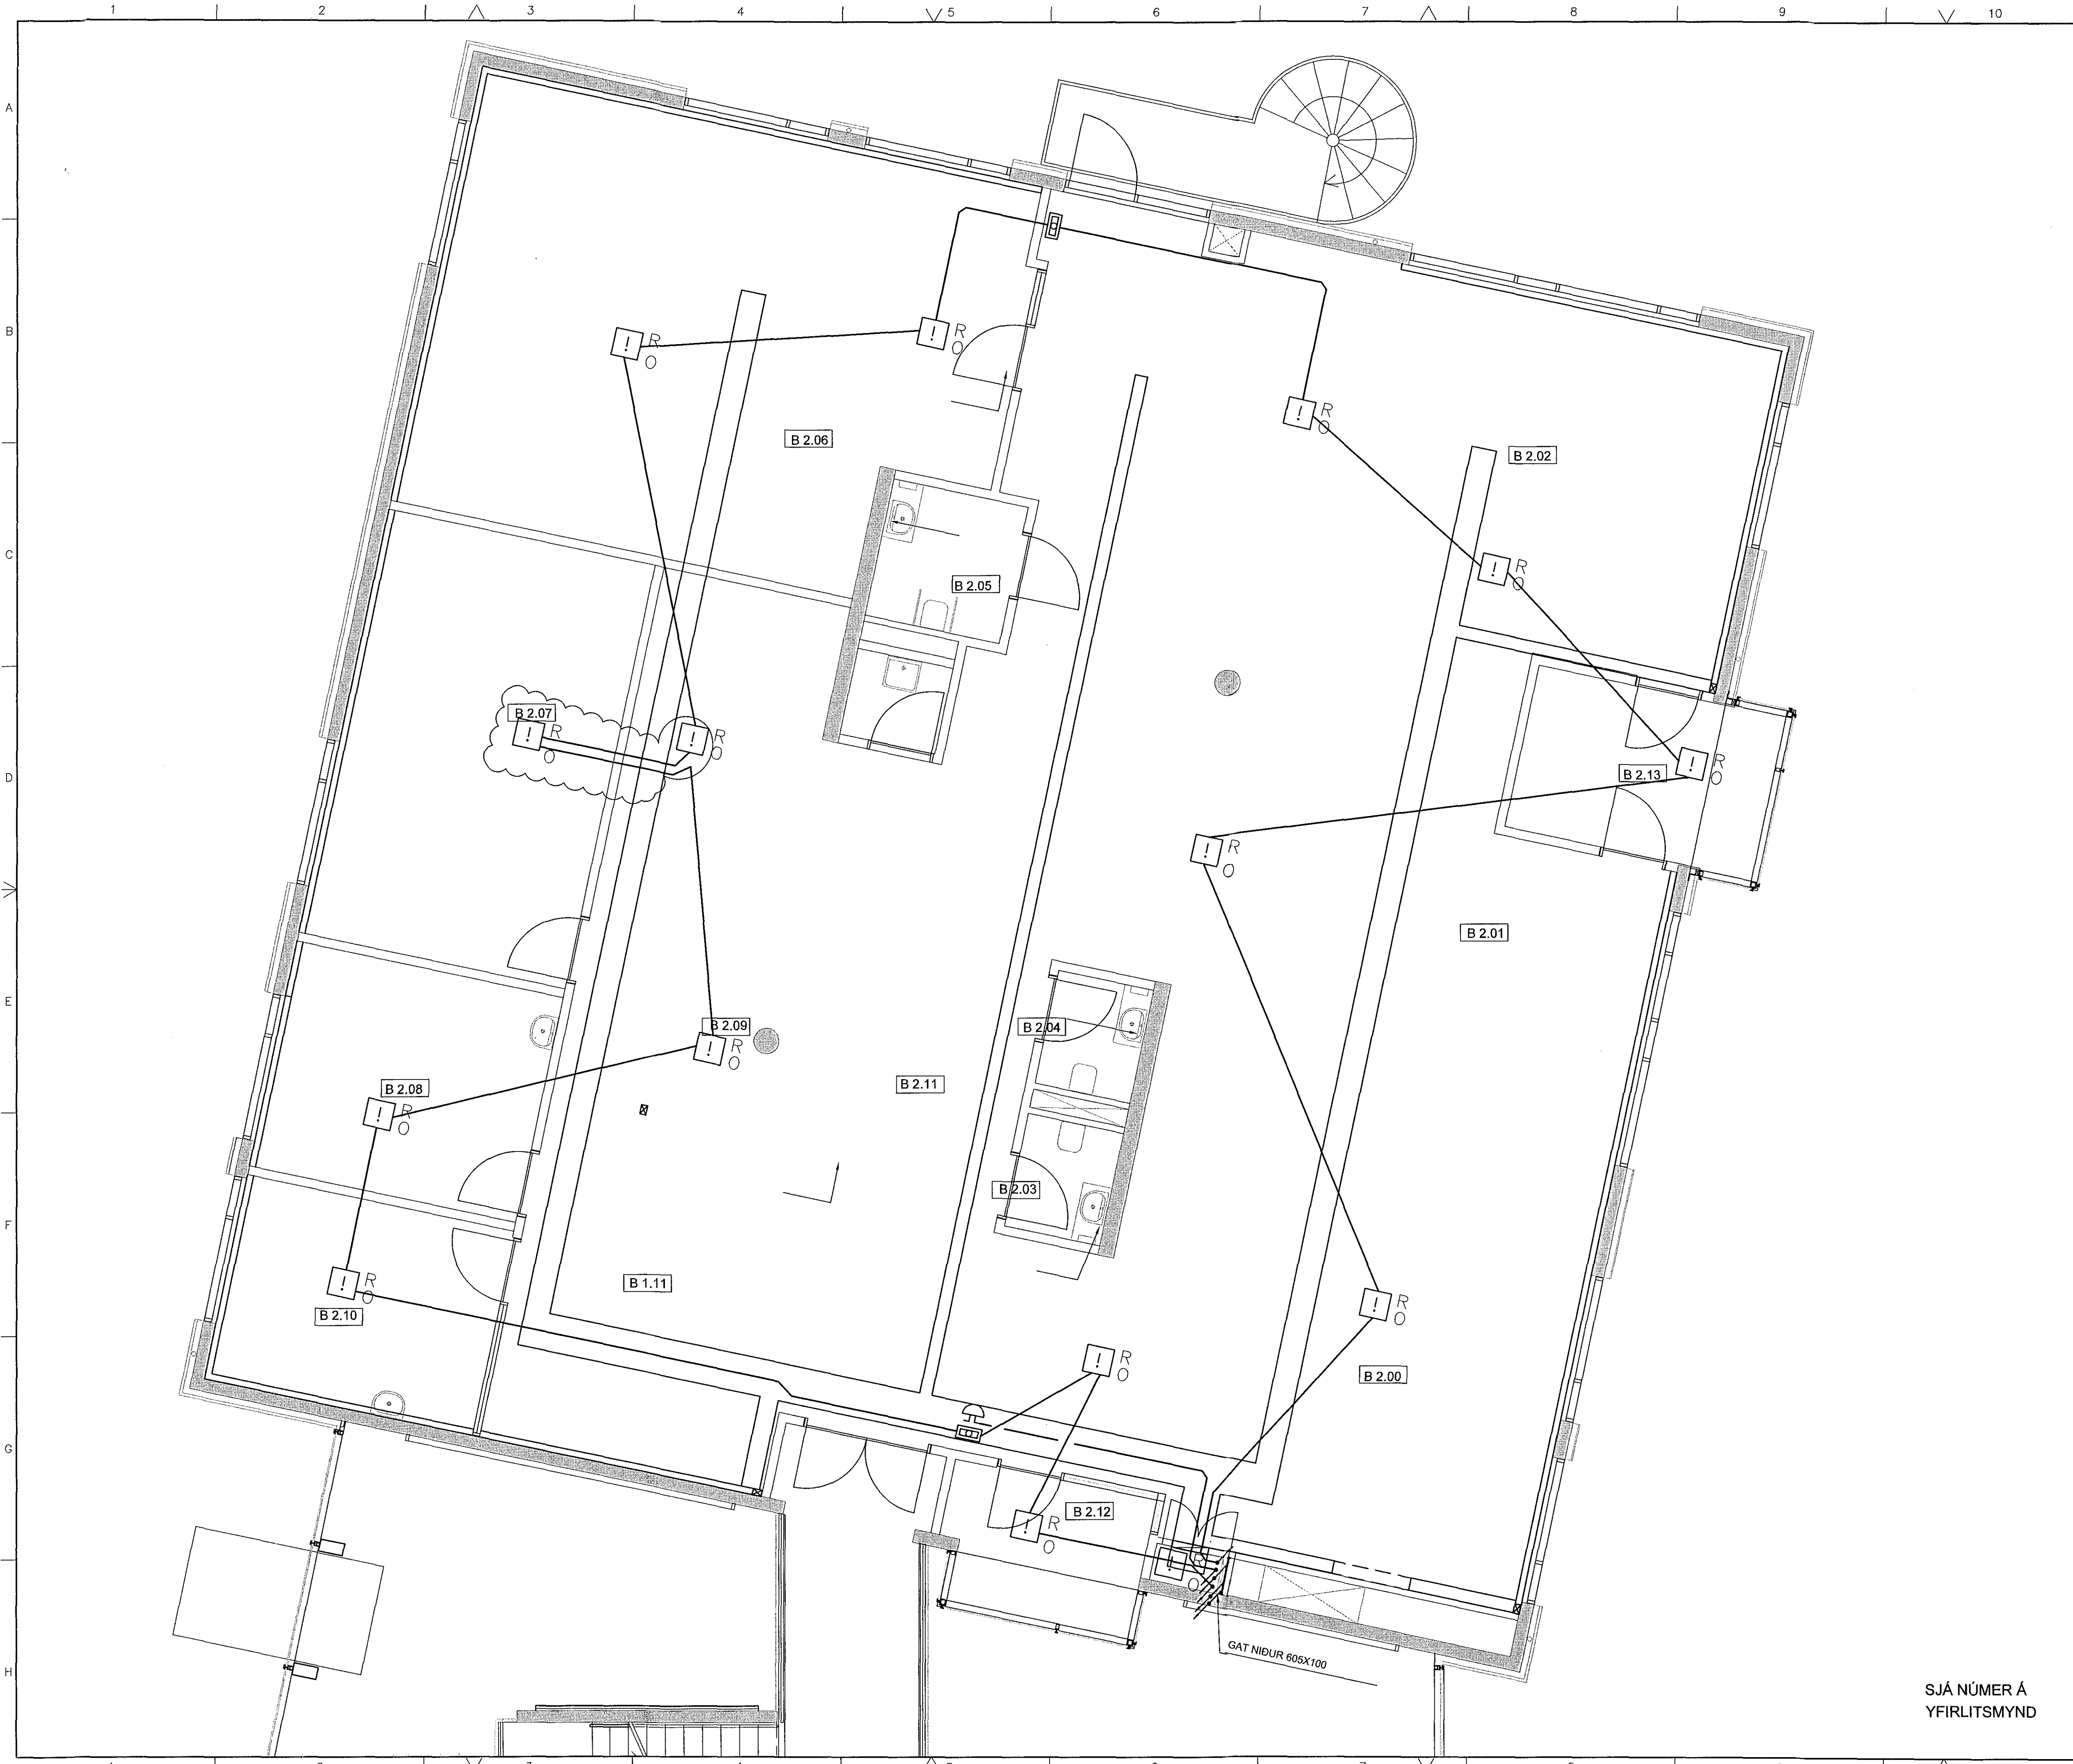 1 2 3 4 5 6 7 8 9 10
A
B
R
O
R
O
B 2.06
R
O
B 2.02
C
R
O
B 2.05
B 2.07
R
O
R
O
D
R
O
B 2.13
R
O
B 2.01
E
B 2.09
R
O
B 2.04
B 2.08
R
O
B 2.11
B 2.03
F
R
O
B 2.10
B 1.11
R
O
R
O
B 2.00
G
B 2.12
R
O
R
O
GAT NIÐUR 605X100
H
SJÁ NÚMER Á
YFIRLITSMYND